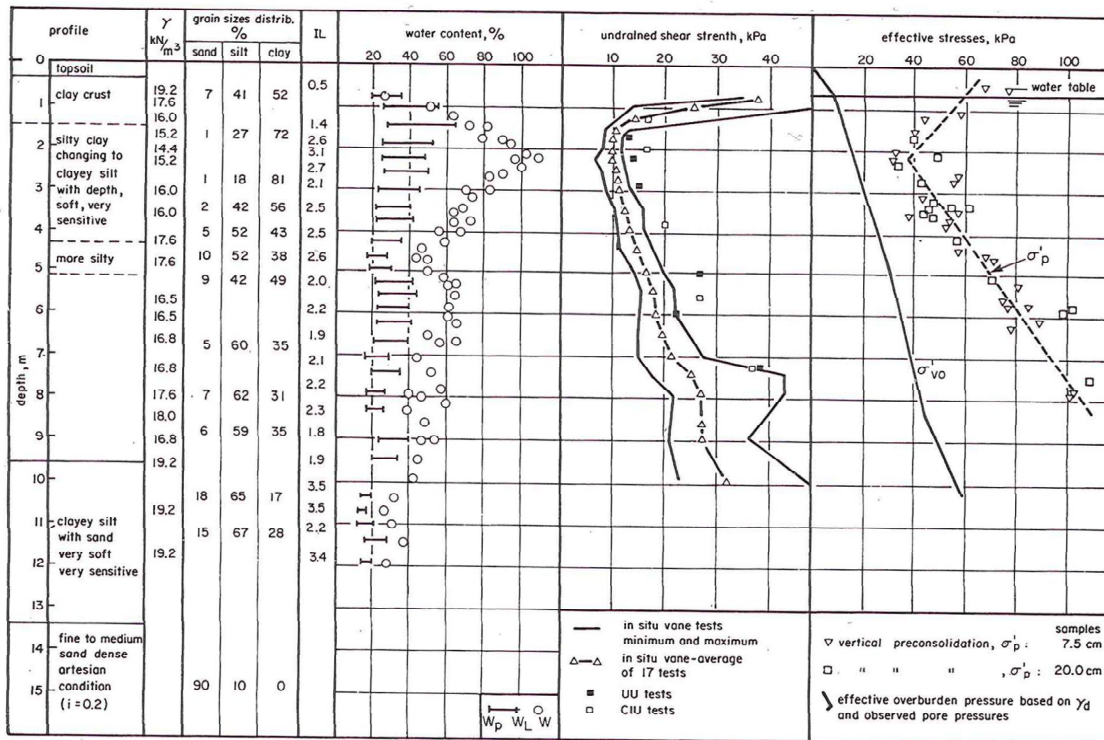 profile
γ
kN/
m³
grain sizes distrib.
%
sand silt clay
IL
water content, %
20 40 60 80 100
undrained shear strenth, kPa
0 20 40
effective stresses, kPa
0 20 40 60 80 100
depth, m
0
1
2
3
4
5
6
7
8
9
10
11
12
13
14
15
topsoil
clay crust
silty clay
changing to
clayey silt
with depth,
soft, very
sensitive
more silty
clayey silt
with sand
very soft
very sensitive
fine to medium
sand dense
artesian
condition
(i=0.2)
19.2
17.6
16.0
15.2
14.4
15.2
16.0
16.0
17.6
17.6
16.5
16.5
16.8
16.8
17.6
18.0
16.8
19.2
19.2
19.2
7 41 52
1 27 72
1 18 81
2 42 56
5 52 43
10 52 38
9 42 49
5 60 35
7 62 31
6 59 35
18 65 17
15 67 28
90 10 0
0.5
1.4
2.6
3.1
2.7
2.1
2.5
2.5
2.6
2.0
2.2
1.9
2.1
2.2
2.3
1.8
1.9
3.5
3.5
2.2
3.4
water table
σ'p
σ'vo
Wp WL W
in situ vane tests
minimum and maximum
in situ vane-average
of 17 tests
UU tests
CIU tests
samples
vertical preconsolidation, σ'p : 7.5 cm
" " " , σ'p : 20.0 cm
effective overburden pressure based on γd
and observed pore pressures